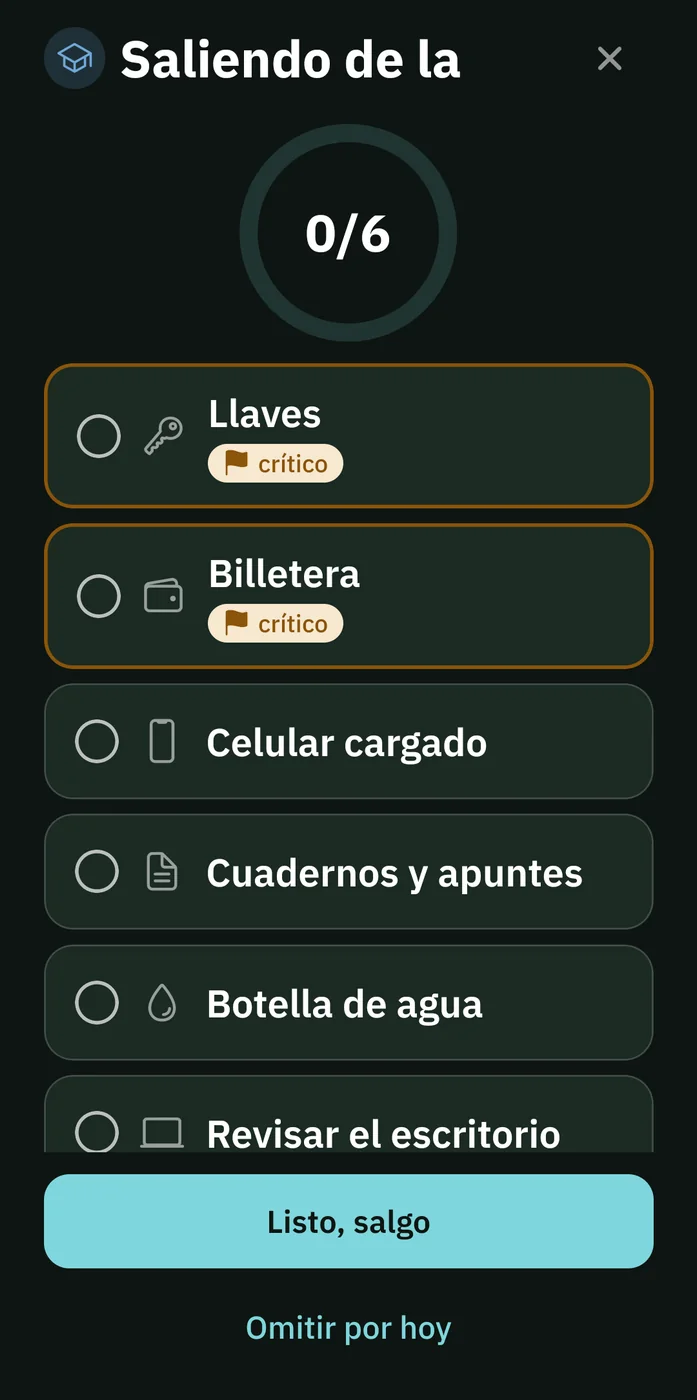 Saliendo de la
0/6
Llaves
crítico
Billetera
crítico
Celular cargado
Cuadernos y apuntes
Botella de agua
Revisar el escritorio
Listo, salgo
Omitir por hoy